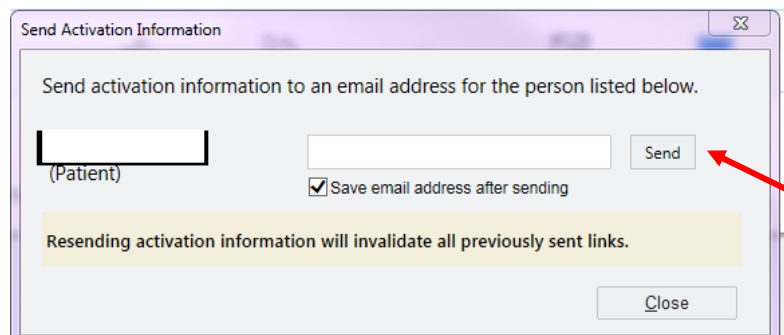 Send Activation Information
Send activation information to an email address for the person listed below.
Send
(Patient)
Save email address after sending
Resending activation information will invalidate all previously sent links.
Close